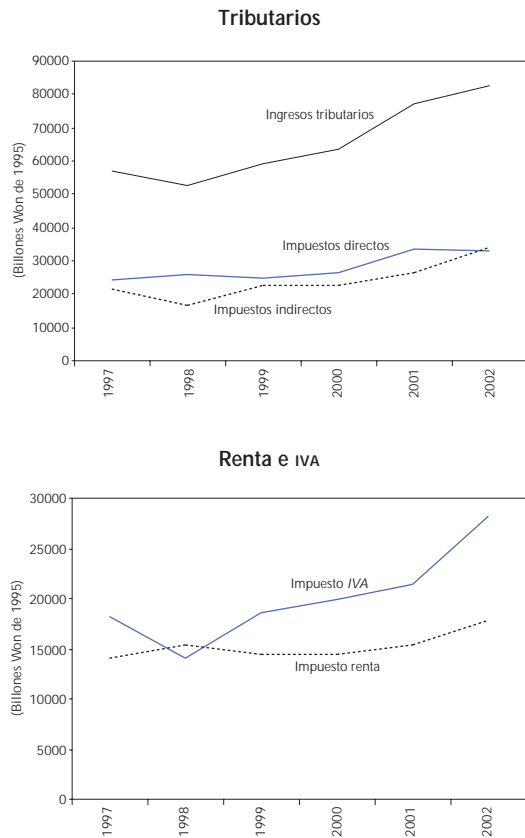 Tributarios
90000
80000
70000
60000
50000
40000
30000
20000
10000
0
(Billones Won de 1995)
Ingresos tributarios
Impuestos directos
Impuestos indirectos
1997 1998 1999 2000 2001 2002
Renta e IVA
30000
25000
20000
15000
10000
5000
0
(Billones Won de 1995)
Impuesto IVA
Impuesto renta
1997 1998 1999 2000 2001 2002